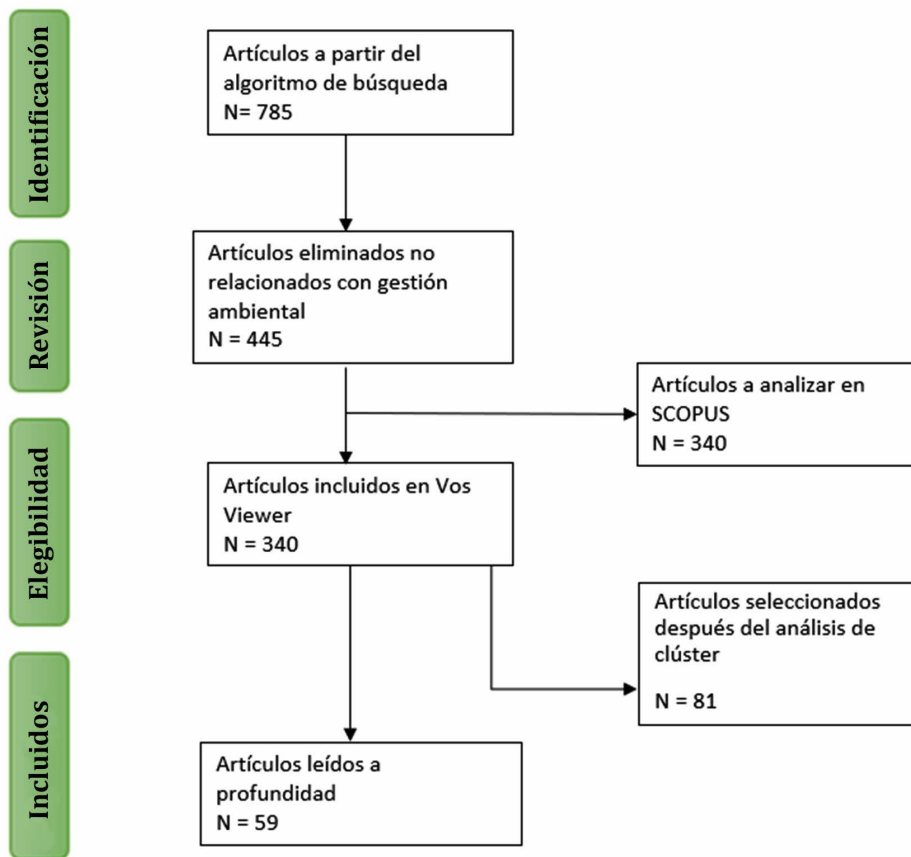 Identificación
Artículos a partir del
algoritmo de búsqueda
N= 785
Revisión
Artículos eliminados no
relacionados con gestión
ambiental
N = 445
Artículos a analizar en
SCOPUS
N = 340
Elegibilidad
Artículos incluidos en Vos
Viewer
N = 340
Artículos seleccionados
después del análisis de
clúster
N = 81
Incluidos
Artículos leídos a
profundidad
N = 59